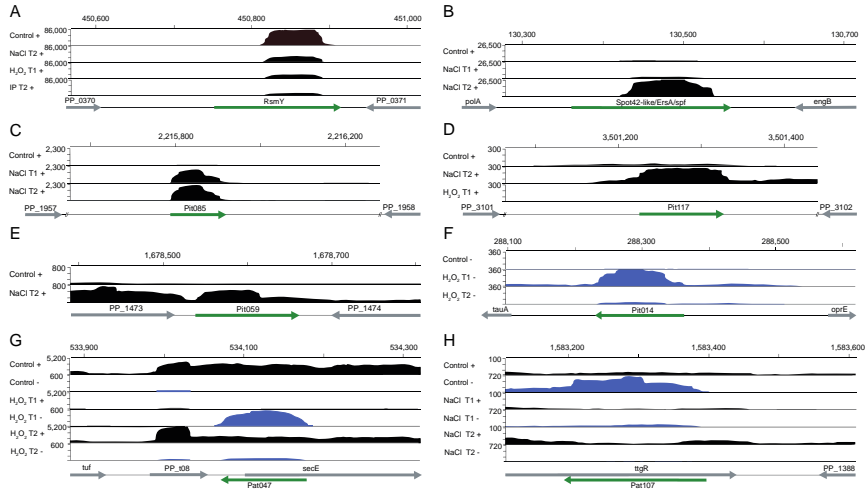 A
450,600 450,800 451,000
86,000
Control +
86,000
NaCl T2 +
86,000
H₂O₂ T1 +
86,000
IP T2 +
PP_0370 RsmY PP_0371
B
130,300 130,500 130,700
26,500
Control +
26,500
NaCl T1 +
26,500
NaCl T2 +
polA Spot42-like/ErsA/spf engB
C
2,215,800 2,216,200
2,300
Control +
2,300
NaCl T1 +
2,300
NaCl T2 +
PP_1957 Pit085 PP_1958
D
3,501,200 3,501,400
300
Control +
300
NaCl T2 +
300
H₂O₂ T1 +
PP_3101 Pit117 PP_3102
E
1,678,500 1,678,700
800
Control +
800
NaCl T2 +
PP_1473 Pit059 PP_1474
F
288,100 288,300 288,500
360
Control -
360
H₂O₂ T1 -
360
H₂O₂ T2 -
tauA Pit014 oprE
G
533,900 534,100 534,300
5,200
Control +
600
Control -
5,200
H₂O₂ T1 +
600
H₂O₂ T1 -
5,200
H₂O₂ T2 +
600
H₂O₂ T2 -
tuf PP_t08 secE
Pat047
H
1,583,200 1,583,400 1,583,600
100
Control +
720
Control -
100
NaCl T1 +
720
NaCl T1 -
100
NaCl T2 +
720
NaCl T2 -
ttgR PP_1388
Pat107